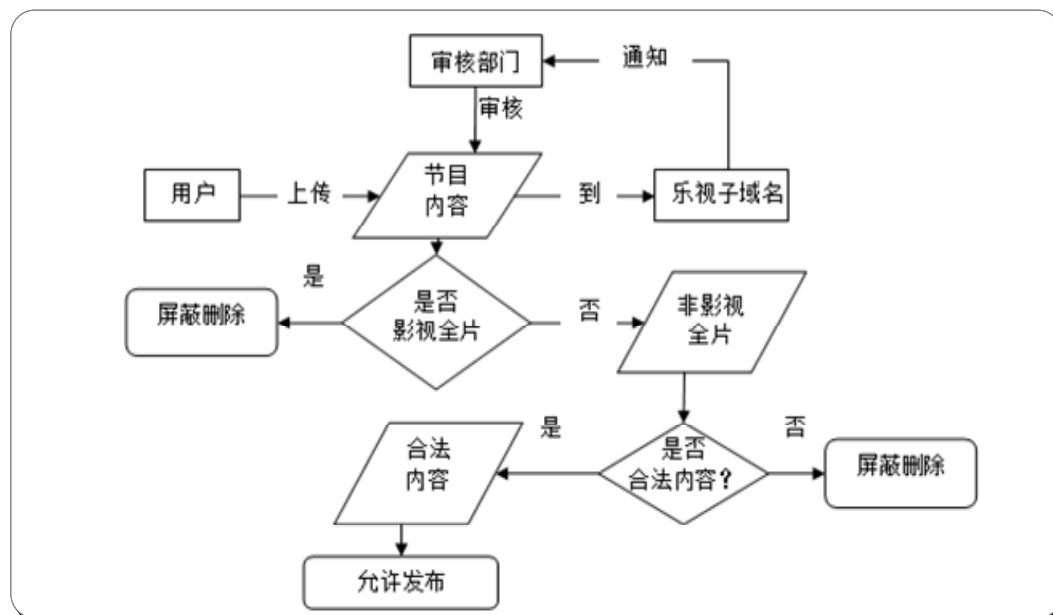 审核部门
通知
审核
用户
上传
节目
内容
到
乐视子域名
是
屏蔽删除
是否
影视全片
否
非影视
全片
是
否
合法
内容
是否
合法内容？
屏蔽删除
允许发布